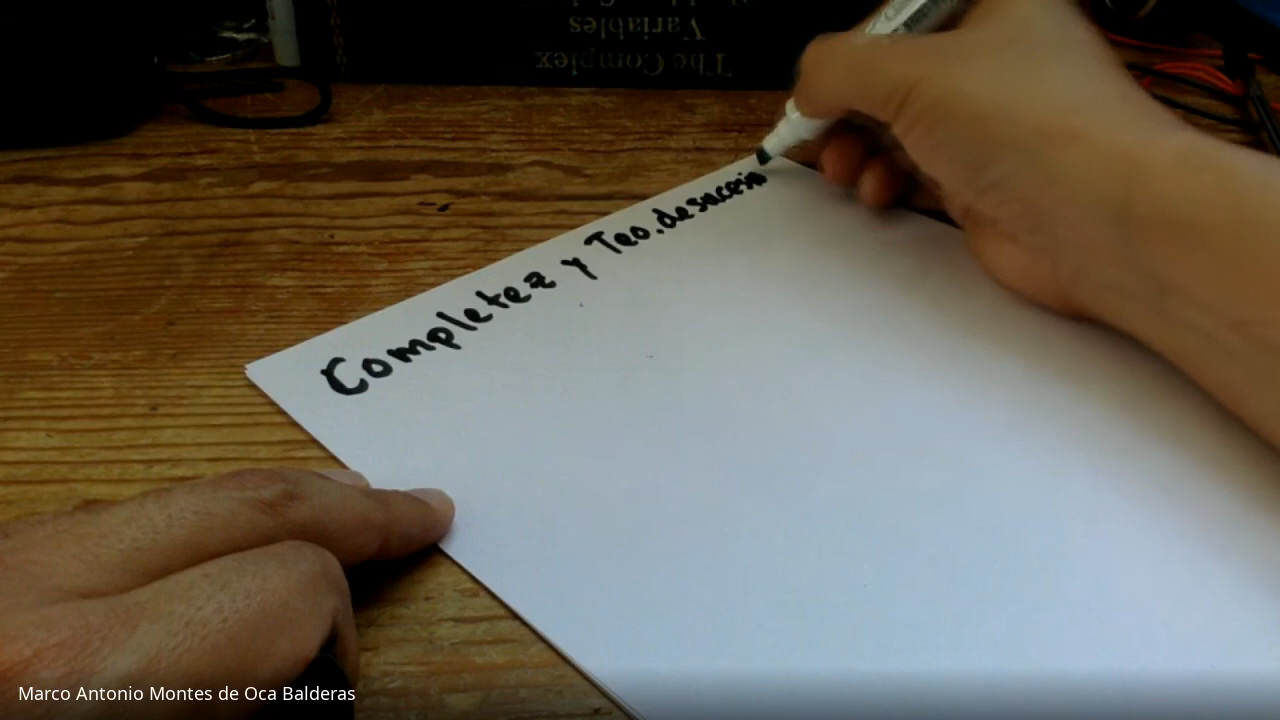 The Complex
Variables
Completez y Teo. de sucesio
Marco Antonio Montes de Oca Balderas